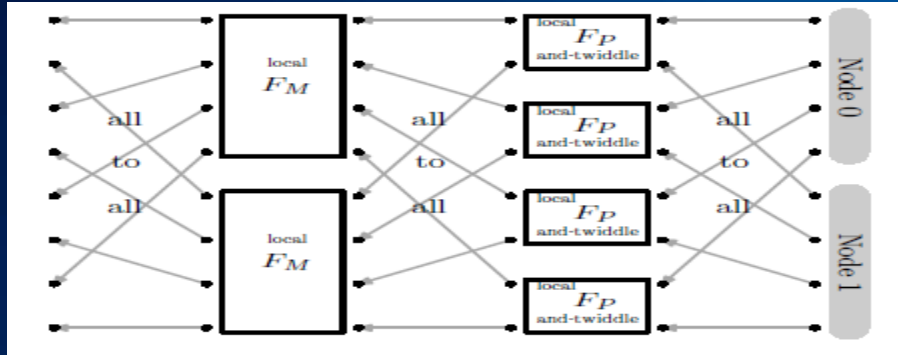 local
F_P
and-twiddle
local
F_M
Node 0
all
all
all
local
F_P
and-twiddle
to
to
to
local
F_P
and-twiddle
all
all
all
local
F_M
Node 1
local
F_P
and-twiddle